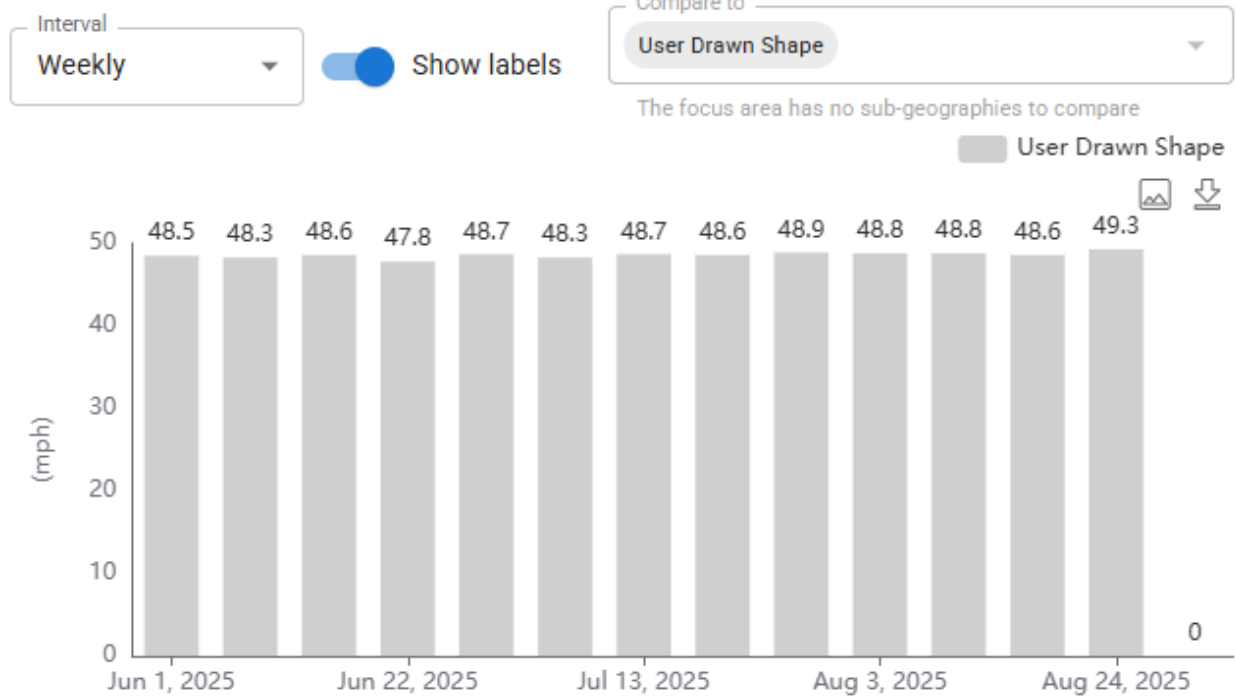 Interval
Compare to
Weekly
Show labels
User Drawn Shape
The focus area has no sub-geographies to compare
User Drawn Shape
48.5 48.3 48.6 47.8 48.7 48.3 48.7 48.6 48.9 48.8 48.8 48.6 49.3
50
40
30
(mph)
20
10
0
0
Jun 1, 2025 Jun 22, 2025 Jul 13, 2025 Aug 3, 2025 Aug 24, 2025